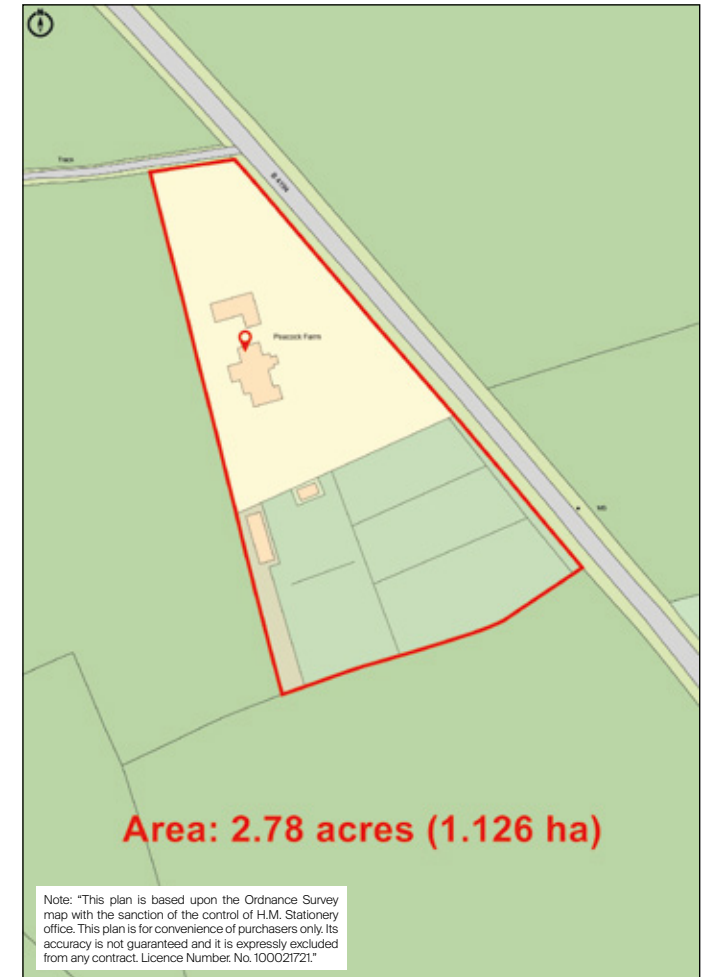 Track
Peacock Farm
MS
Area: 2.78 acres (1.126 ha)
Note: “This plan is based upon the Ordnance Survey
map with the sanction of the control of H.M. Stationery
office. This plan is for convenience of purchasers only. Its
accuracy is not guaranteed and it is expressly excluded
from any contract. Licence Number. No. 100021721.”